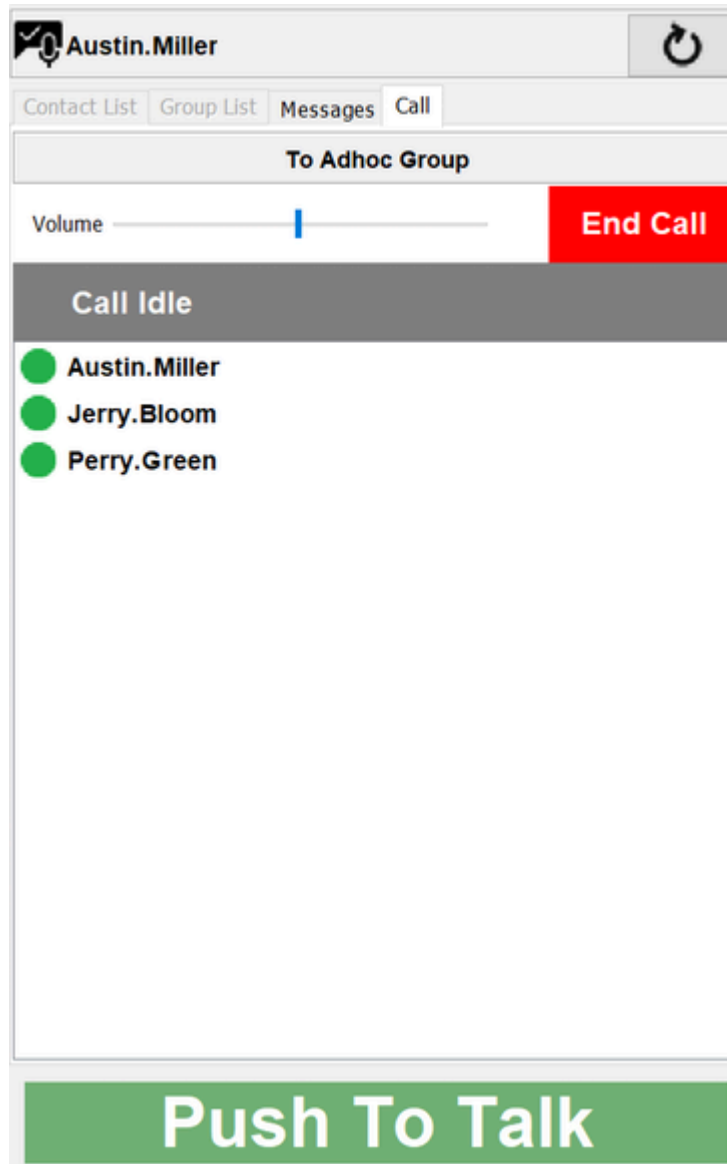 Austin.Miller
Contact List Group List Messages Call
To Adhoc Group
Volume End Call
Call Idle
Austin.Miller
Jerry.Bloom
Perry.Green
Push To Talk